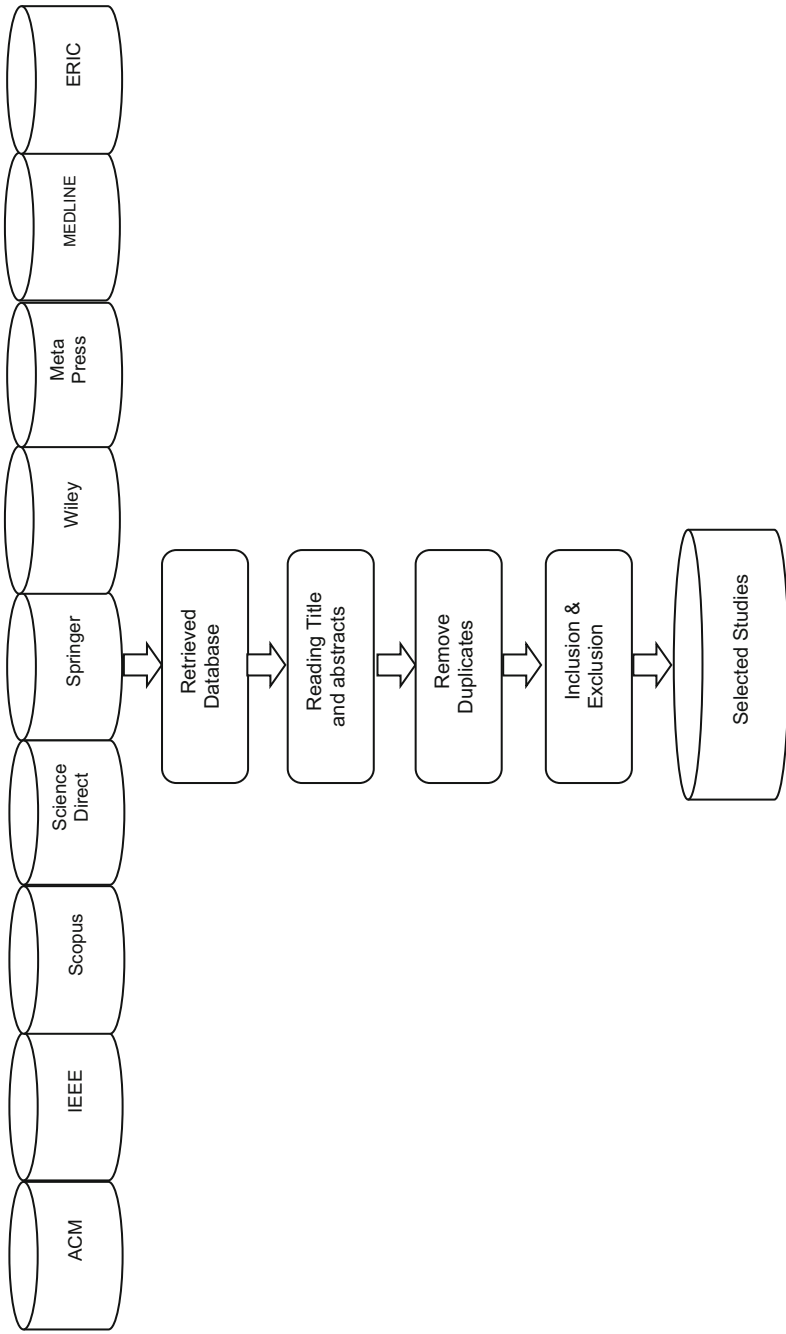 ACM
IEEE
Scopus
Science
Direct
Springer
Wiley
Meta
Press
MEDLINE
ERIC
Retrieved
Database
Reading Title
and abstracts
Remove
Duplicates
Inclusion &
Exclusion
Selected Studies